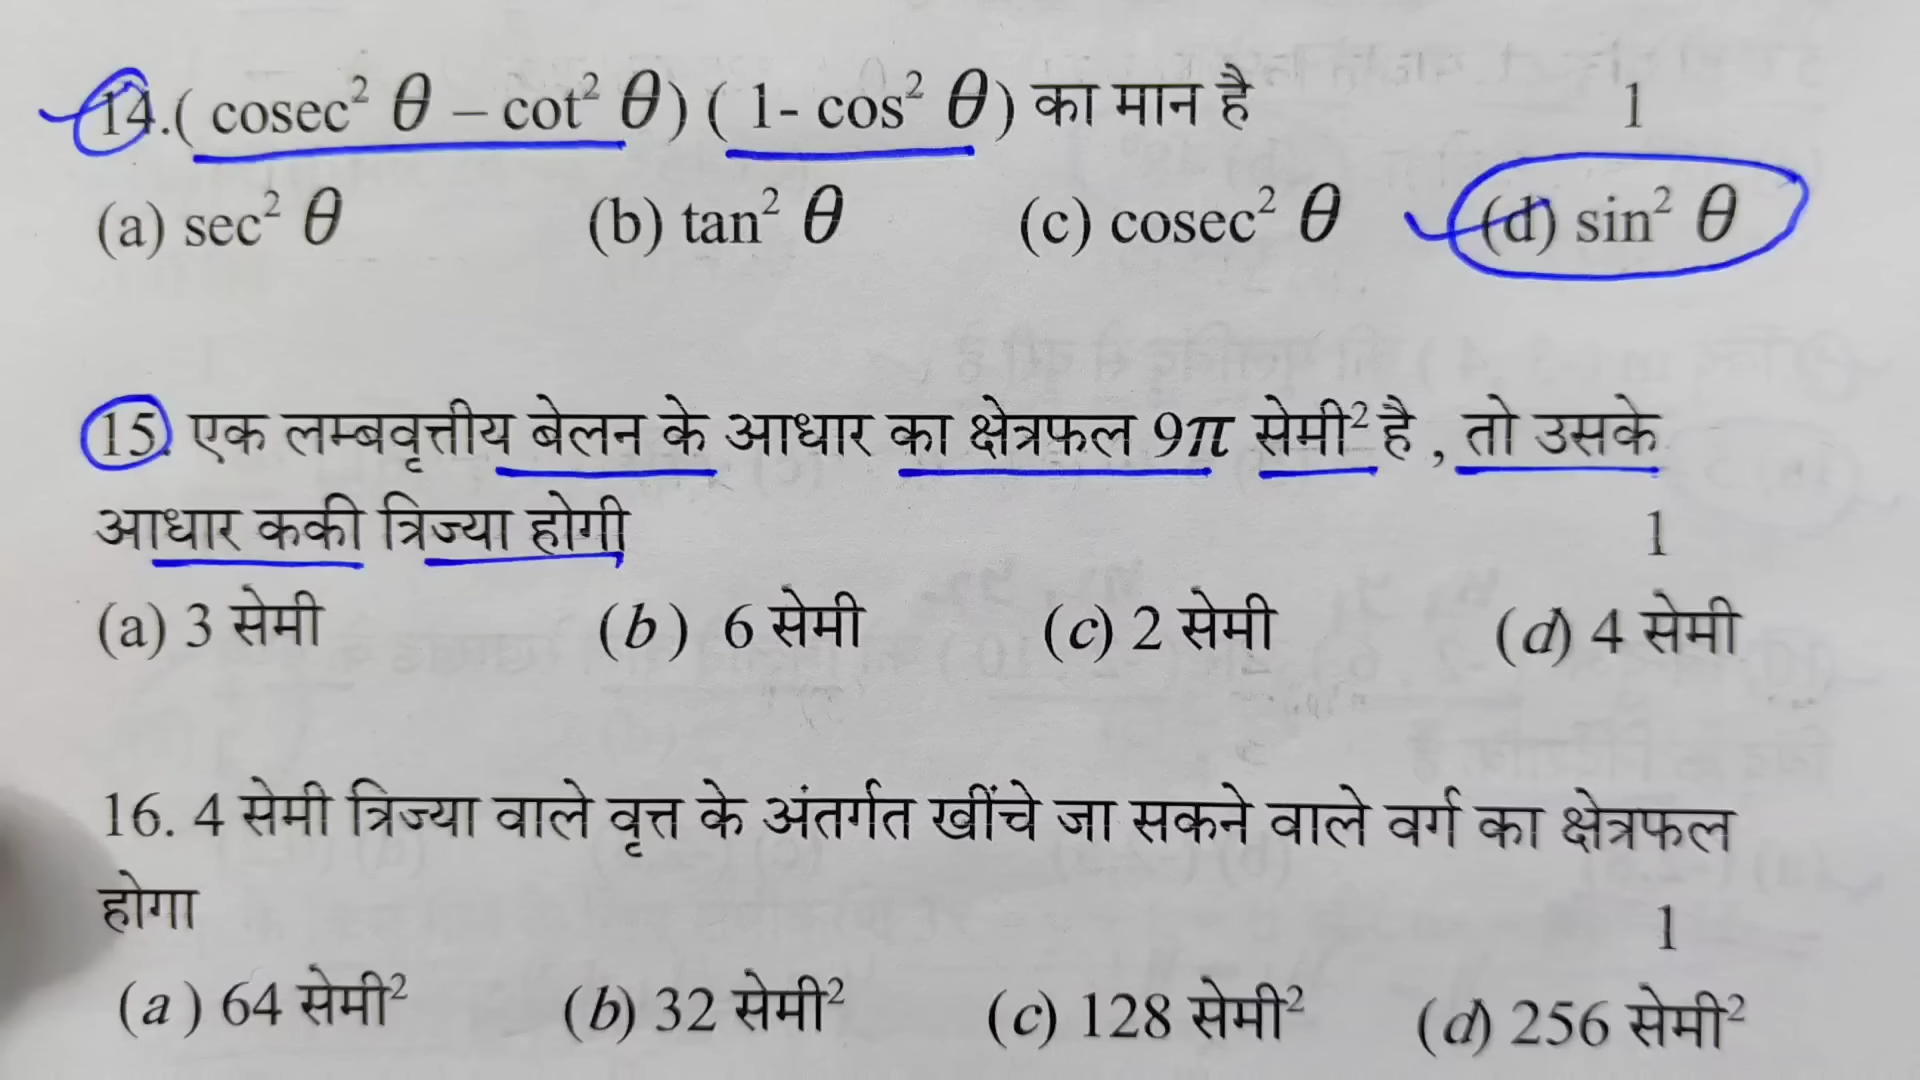 14.( cosec² θ – cot² θ) ( 1- cos² θ) का मान है 1
(a) sec² θ (b) tan² θ (c) cosec² θ (d) sin² θ
15. एक लम्बवृत्तीय बेलन के आधार का क्षेत्रफल 9π सेमी² है , तो उसके
आधार ककी त्रिज्या होगी 1
(a) 3 सेमी (b) 6 सेमी (c) 2 सेमी (d) 4 सेमी
16. 4 सेमी त्रिज्या वाले वृत्त के अंतर्गत खींचे जा सकने वाले वर्ग का क्षेत्रफल
होगा 1
(a) 64 सेमी² (b) 32 सेमी² (c) 128 सेमी² (d) 256 सेमी²